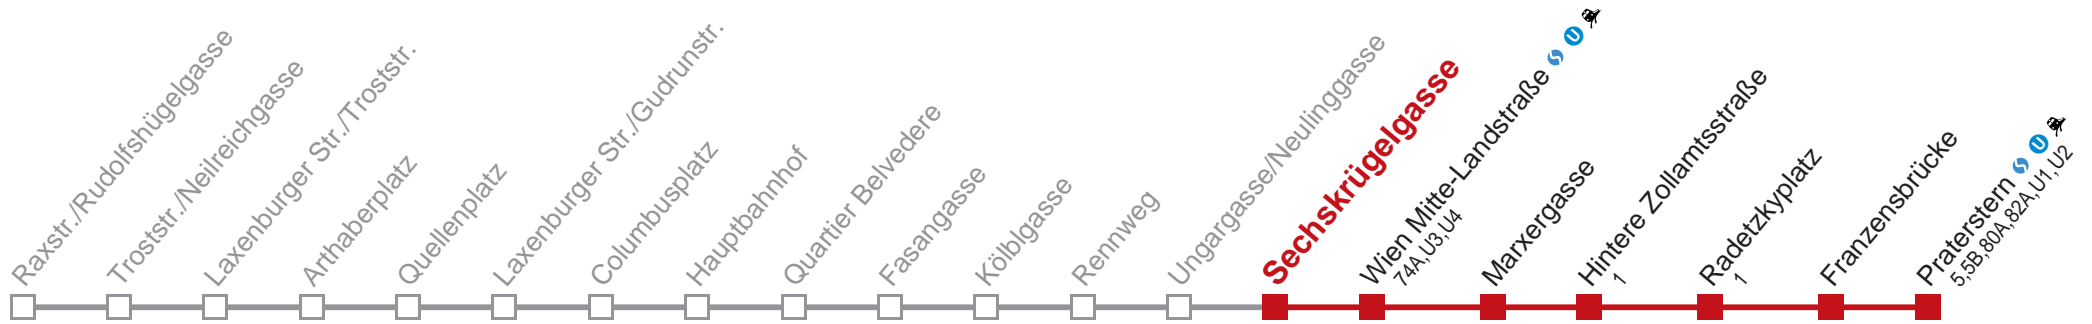 Raxstr./Rudolfshügelgasse
Troststr./Neilreichgasse
Laxenburger Str./Troststr.
Arthaberplatz
Quellenplatz
Laxenburger Str./Gudrunstr.
Columbusplatz
Hauptbahnhof
Quartier Belvedere
Fasangasse
Kölblgasse
Rennweg
Ungargasse/Neulinggasse
Sechskrügelgasse
Wien Mitte-Landstraße S U
74A,U3,U4
Marxergasse
Hintere Zollamtsstraße
1
Radetzkyplatz
1
Franzensbrücke
Praterstern S U
5,5B,80A,82A,U1,U2